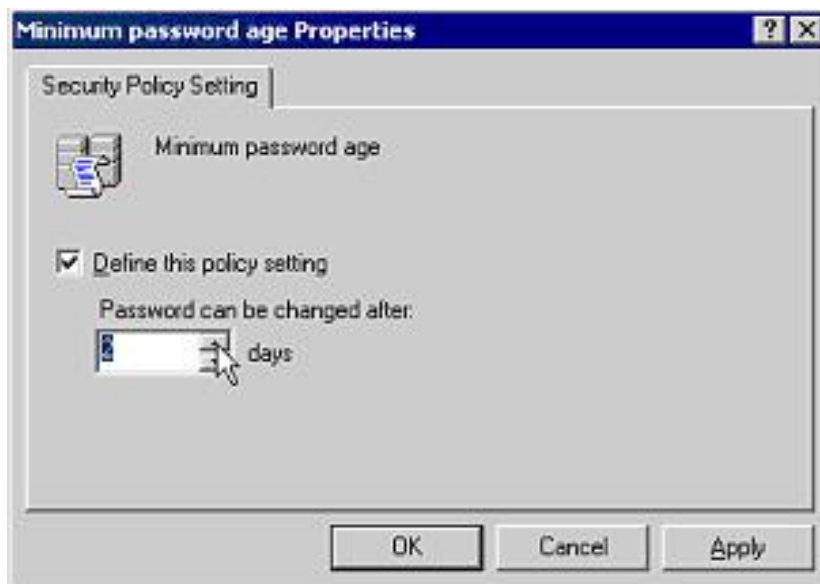 Minimum password age Properties
Security Policy Setting
Minimum password age
Define this policy setting
Password can be changed after:
2 days
OK Cancel Apply